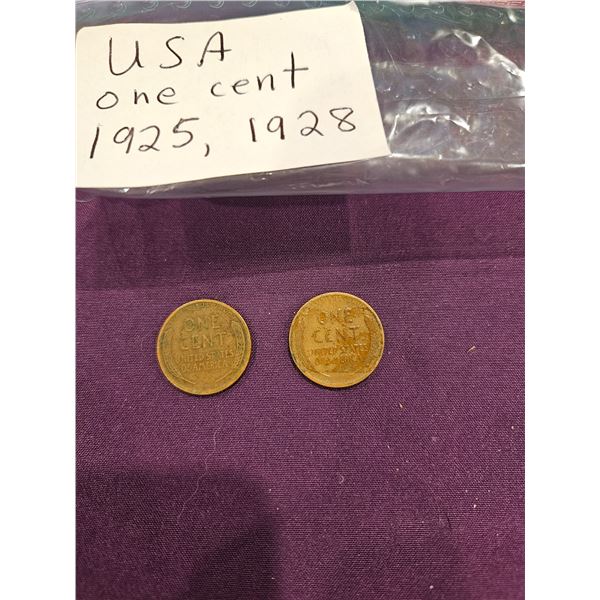 USA
one cent
1925, 1928
ONE
CENT
UNITED STATES
OF AMERICA
ONE
CENT
UNITED STATES
OF AMERICA